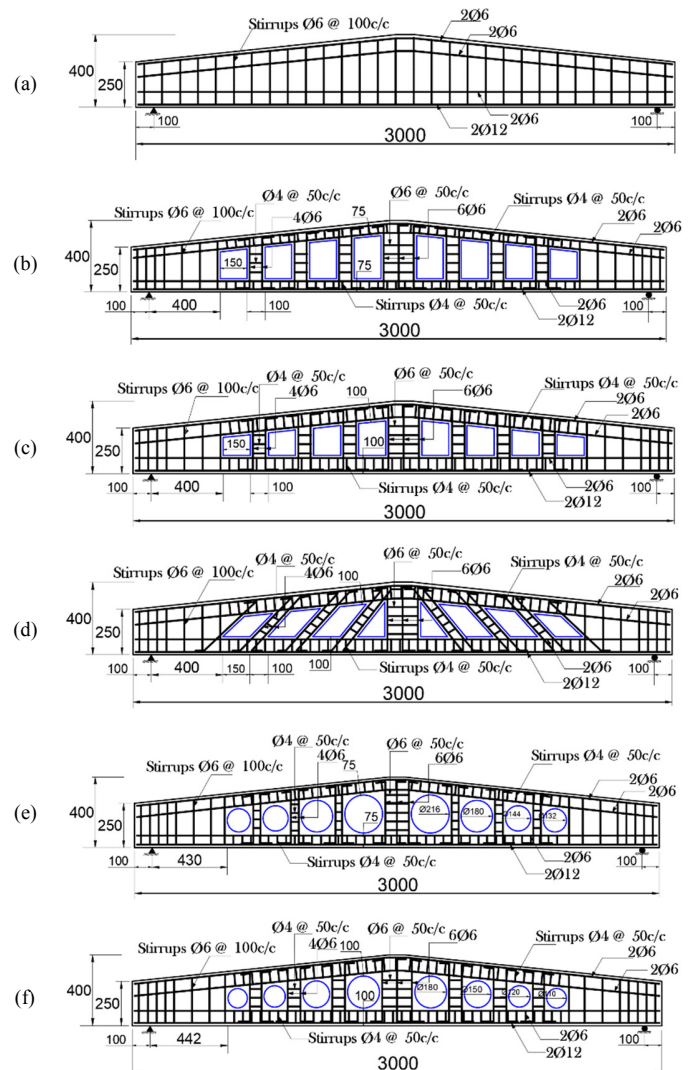 (a)
Stirrups Ø6 @ 100c/c
2Ø6
2Ø6
400
250
100
2Ø6
2Ø12
100
3000
(b)
Stirrups Ø6 @ 100c/c
Ø4 @ 50c/c
4Ø6
75
Ø6 @ 50c/c
6Ø6
Stirrups Ø4 @ 50c/c
2Ø6
2Ø6
400
250
150
75
100
400
100
Stirrups Ø4 @ 50c/c
2Ø6
2Ø12
100
3000
(c)
Stirrups Ø6 @ 100c/c
Ø4 @ 50c/c
4Ø6
100
Ø6 @ 50c/c
6Ø6
Stirrups Ø4 @ 50c/c
2Ø6
2Ø6
400
250
150
100
100
400
100
Stirrups Ø4 @ 50c/c
2Ø6
2Ø12
100
3000
(d)
Stirrups Ø6 @ 100c/c
Ø4 @ 50c/c
4Ø6
100
Ø6 @ 50c/c
6Ø6
Stirrups Ø4 @ 50c/c
2Ø6
2Ø6
400
250
100
400
150
100
100
Stirrups Ø4 @ 50c/c
2Ø6
2Ø12
100
3000
(e)
Stirrups Ø6 @ 100c/c
Ø4 @ 50c/c
4Ø6
75
Ø6 @ 50c/c
6Ø6
Stirrups Ø4 @ 50c/c
2Ø6
2Ø6
400
250
75
Ø216
Ø180
Ø144
Ø132
100
430
Stirrups Ø4 @ 50c/c
2Ø6
2Ø12
100
3000
(f)
Stirrups Ø6 @ 100c/c
Ø4 @ 50c/c
4Ø6
100
Ø6 @ 50c/c
6Ø6
Stirrups Ø4 @ 50c/c
2Ø6
2Ø6
400
250
100
Ø180
Ø150
Ø120
Ø110
100
442
Stirrups Ø4 @ 50c/c
2Ø6
2Ø12
100
3000